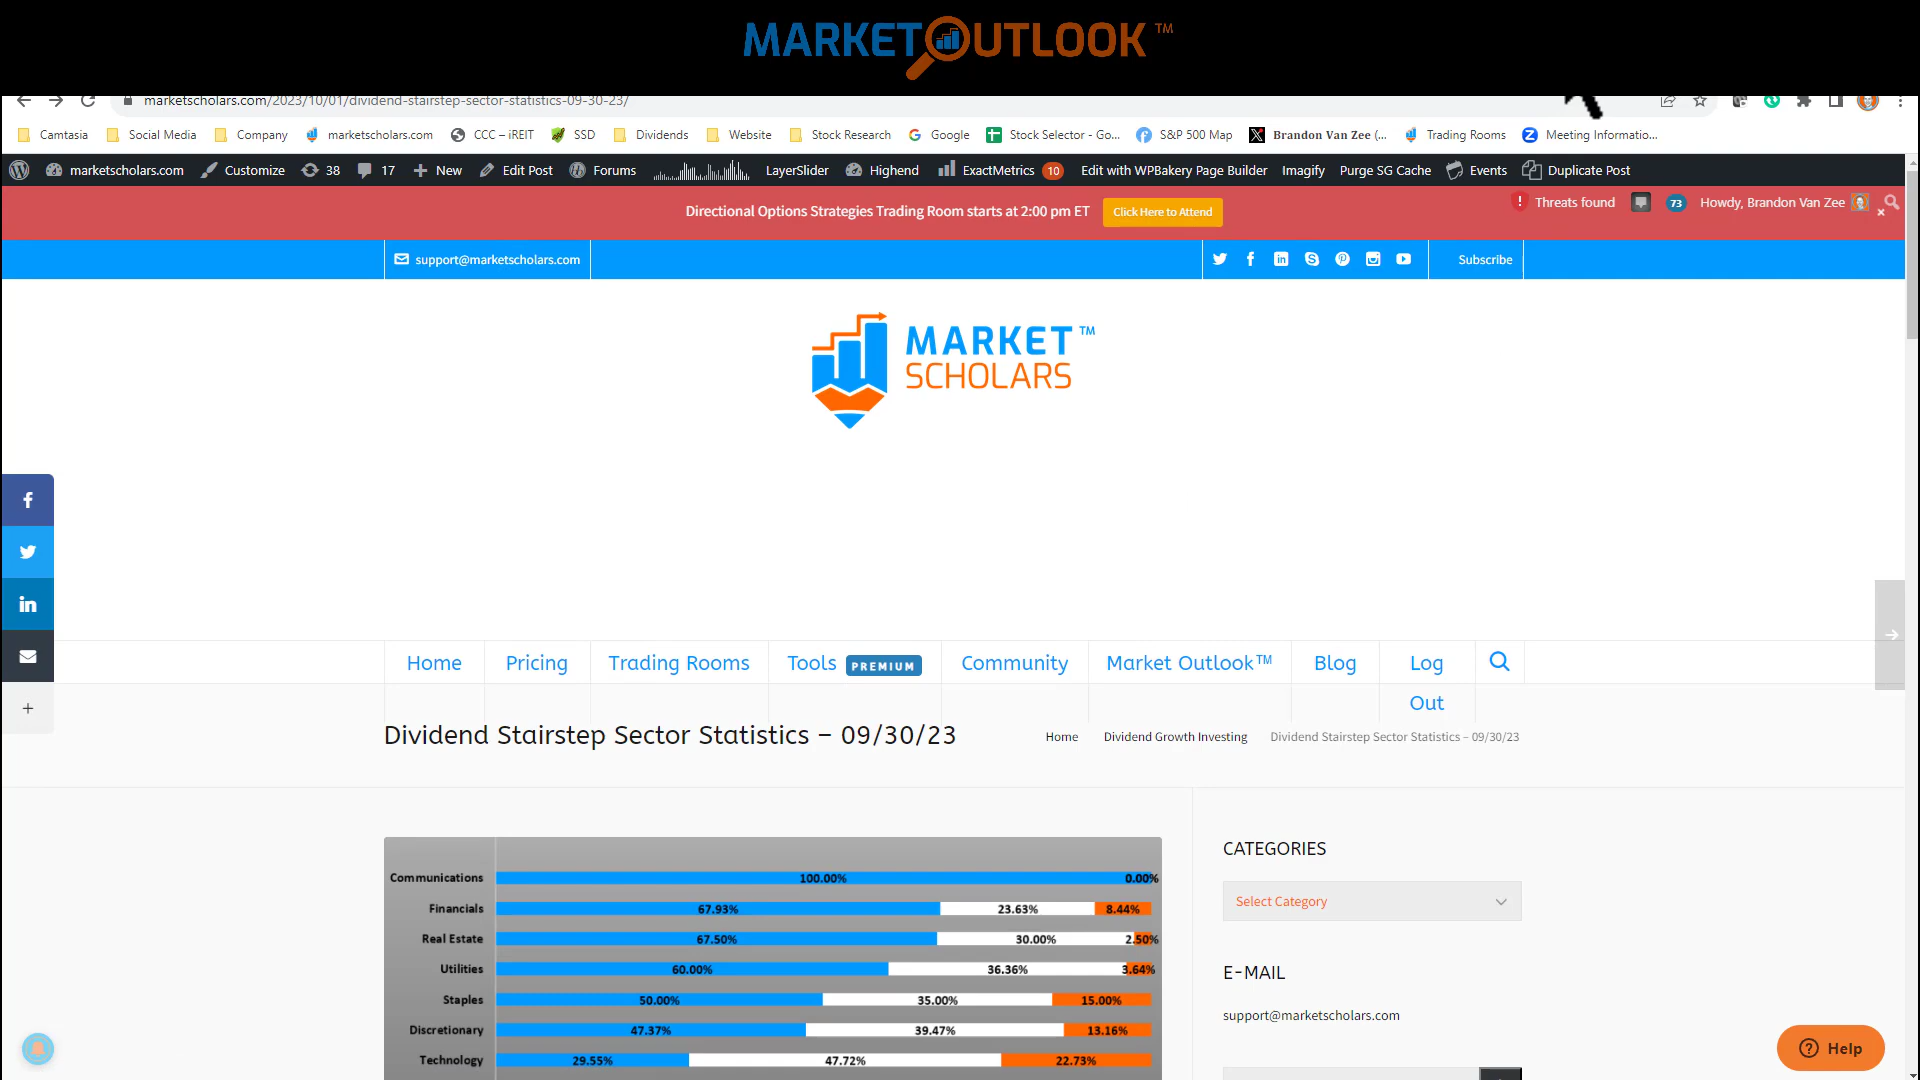 MARKETOUTLOOK™
marketscholars.com/2023/10/01/dividend-stairstep-sector-statistics-09-30-23/
Camtasia Social Media Company marketscholars.com CCC – iREIT SSD Dividends Website Stock Research Google Stock Selector - Go... S&P 500 Map Brandon Van Zee (... Trading Rooms Meeting Informatio...
marketscholars.com Customize 38 17 New Edit Post Forums LayerSlider Highend ExactMetrics 10 Edit with WPBakery Page Builder Imagify Purge SG Cache Events Duplicate Post
Directional Options Strategies Trading Room starts at 2:00 pm ET Click Here to Attend
Threats found 73 Howdy, Brandon Van Zee
support@marketscholars.com Subscribe
MARKET™
SCHOLARS
Home Pricing Trading Rooms Tools PREMIUM Community Market Outlook™ Blog Log
Out
Dividend Stairstep Sector Statistics – 09/30/23
Home Dividend Growth Investing Dividend Stairstep Sector Statistics – 09/30/23
Communications 100.00% 0.00%
Financials 67.93% 23.63% 8.44%
Real Estate 67.50% 30.00% 2.50%
Utilities 60.00% 36.36% 3.64%
Staples 50.00% 35.00% 15.00%
Discretionary 47.37% 39.47% 13.16%
Technology 29.55% 47.72% 22.73%
CATEGORIES
Select Category
E-MAIL
support@marketscholars.com
Help